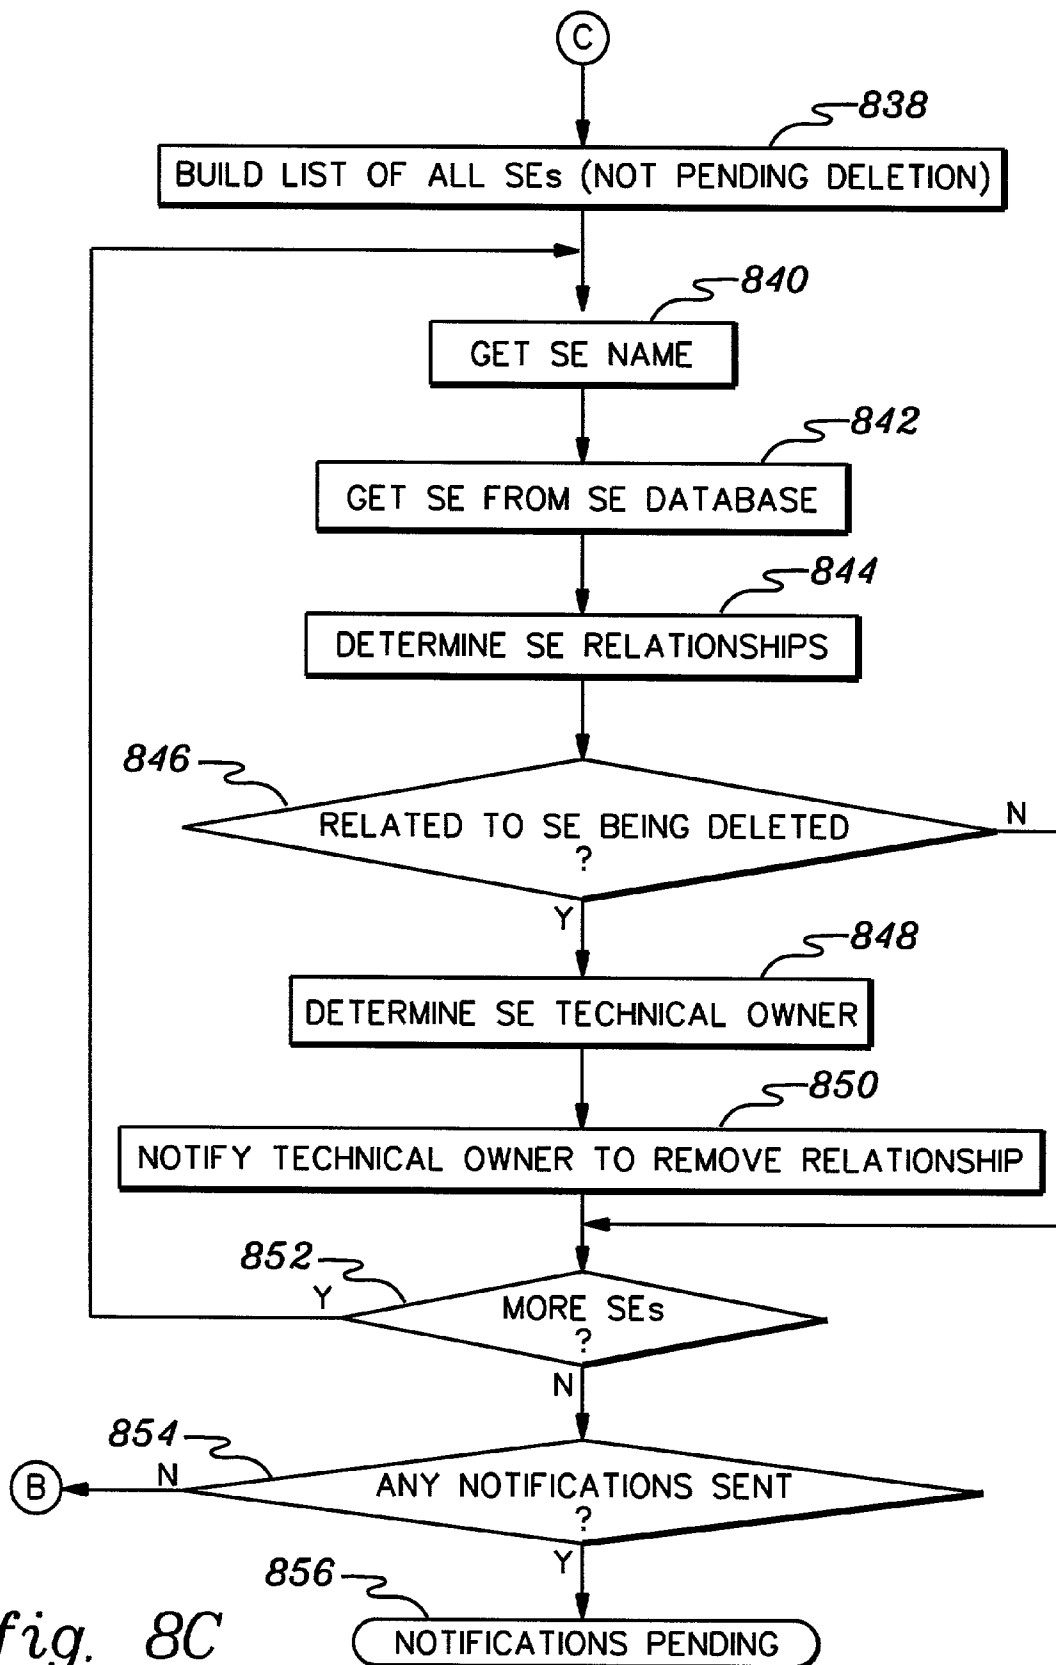 C
838
BUILD LIST OF ALL SEs (NOT PENDING DELETION)
840
GET SE NAME
842
GET SE FROM SE DATABASE
844
DETERMINE SE RELATIONSHIPS
846
N
RELATED TO SE BEING DELETED
?
Y
848
DETERMINE SE TECHNICAL OWNER
850
NOTIFY TECHNICAL OWNER TO REMOVE RELATIONSHIP
852
Y
MORE SEs
?
N
854
B
N
ANY NOTIFICATIONS SENT
?
Y
856
NOTIFICATIONS PENDING
fig. 8C